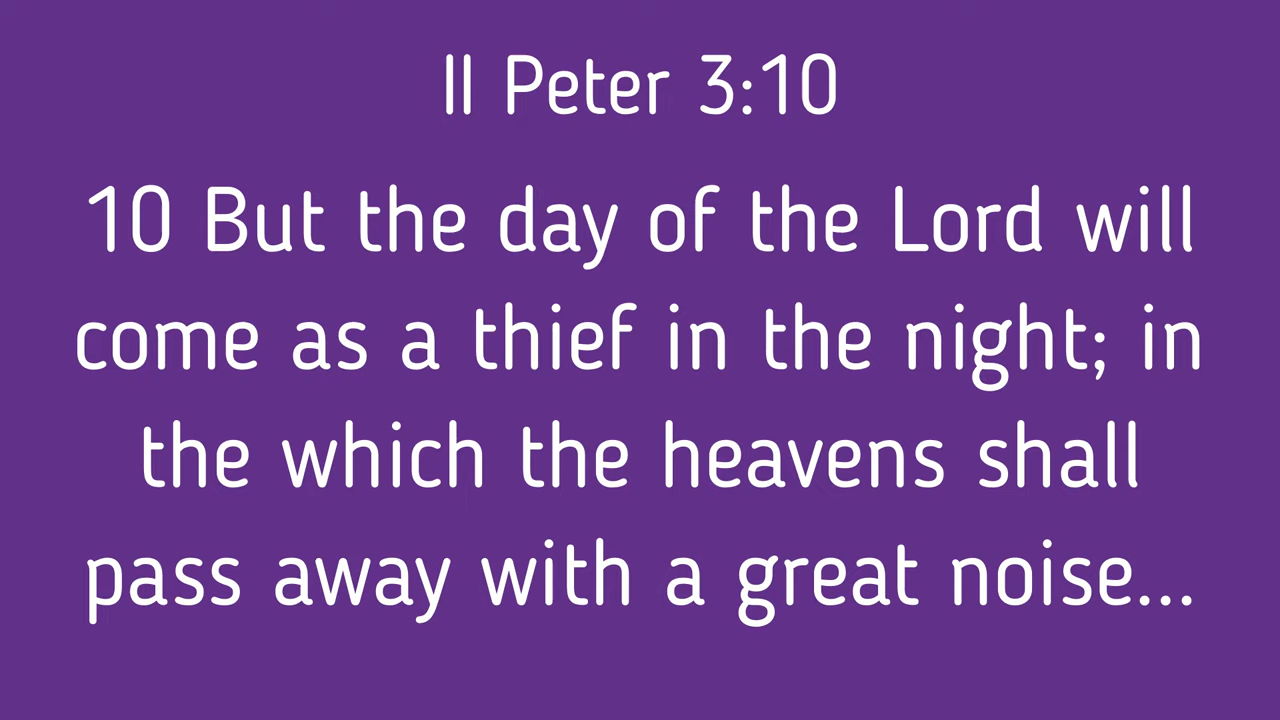 II Peter 3:10
10 But the day of the Lord will
come as a thief in the night; in
the which the heavens shall
pass away with a great noise...